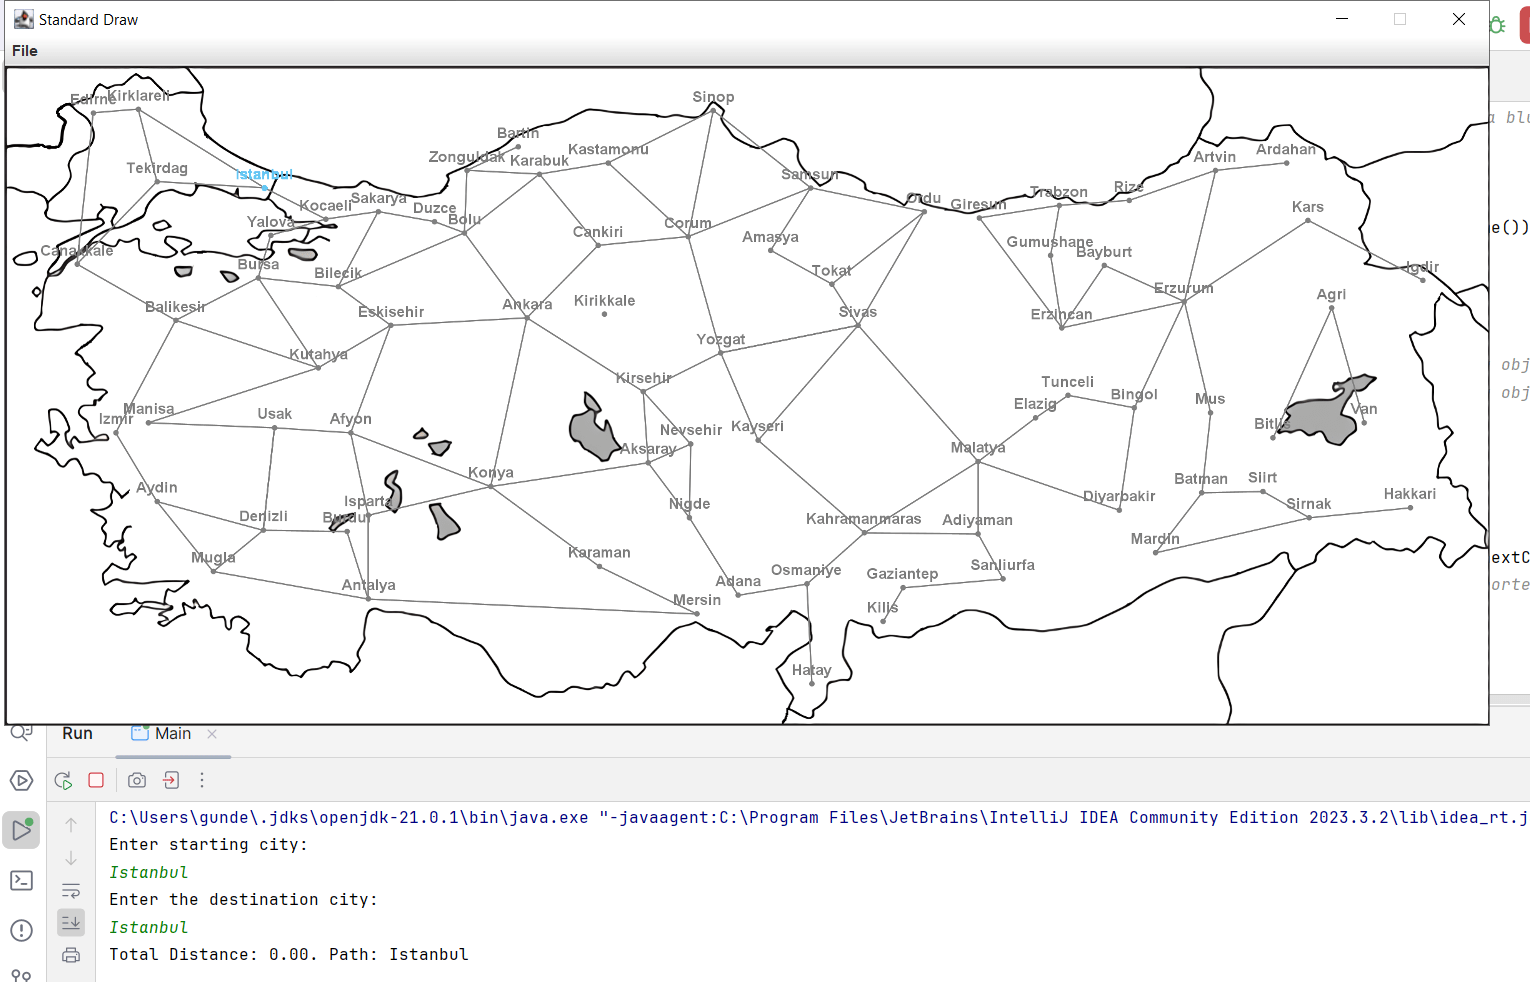 Standard Draw
File
Sinop
Edirne Kirklareli
Bartin
Zonguldak Karabuk Kastamonu
Artvin Ardahan
Tekirdag Istanbul Samsun
Kocaeli Sakarya Duzce Bolu
Ordu Giresun Trabzon Rize
Kars
Yalova
Cankiri Corum Amasya
Gumushane
Bayburt
Canakkale
Bursa Bilecik
Tokat
Igdir
Erzurum
Agri
Balikesir Eskisehir Ankara Kirikkale
Sivas Erzincan
Kutahya
Yozgat
Kirsehir
Tunceli
Bingol Mus
Izmir Manisa Usak Afyon
Elazig
Van
Nevsehir Kayseri
Bitlis
Aksaray
Malatya
Konya
Batman Siirt
Aydin
Diyarbakir
Hakkari
Isparta
Nigde
Sirnak
Denizli Burdur
Kahramanmaras Adiyaman
Mardin
Mugla
Karaman
Antalya
Adana Osmaniye Gaziantep Sanliurfa
Mersin
Kilis
Hatay
a blu
e())
obj
obj
extC
orte
Run
Main
C:\Users\gunde\.jdks\openjdk-21.0.1\bin\java.exe "-javaagent:C:\Program Files\JetBrains\IntelliJ IDEA Community Edition 2023.3.2\lib\idea_rt.j
Enter starting city:
Istanbul
Enter the destination city:
Istanbul
Total Distance: 0.00. Path: Istanbul